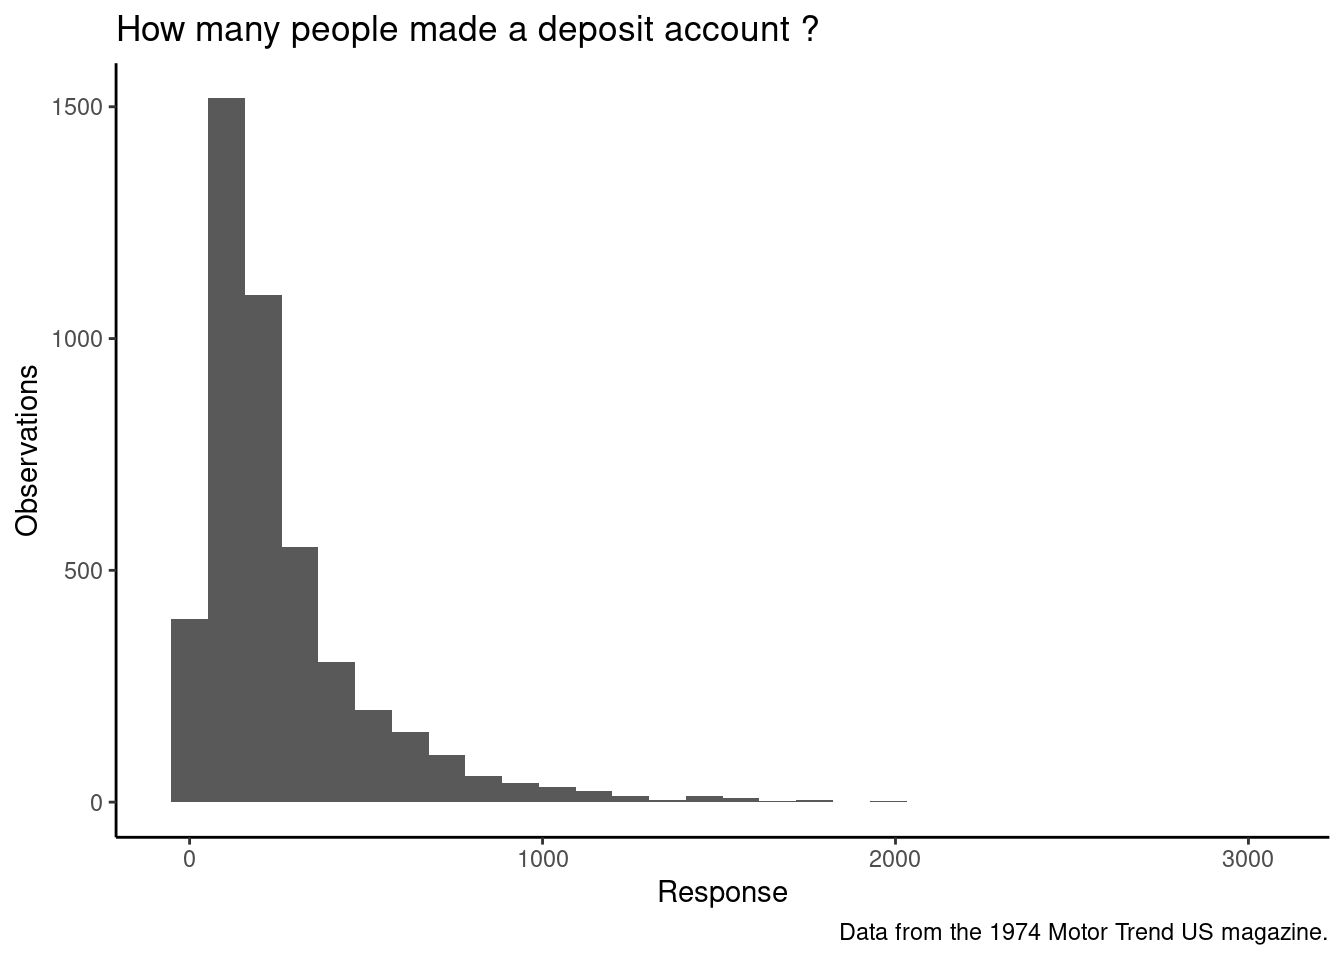 How many people made a deposit account ?
1500
1000
500
0
Observations
0 1000 2000 3000
Response
Data from the 1974 Motor Trend US magazine.